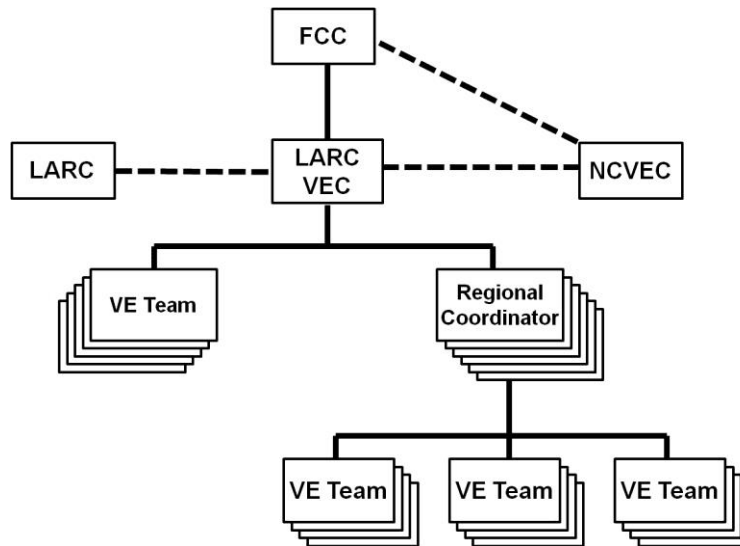 FCC
LARC
LARC
VEC
NCVEC
VE Team
Regional
Coordinator
VE Team
VE Team
VE Team